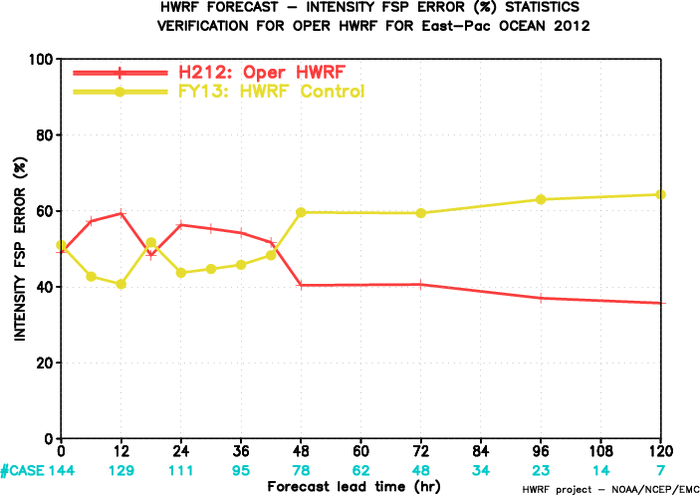 HWRF FORECAST – INTENSITY FSP ERROR (%) STATISTICS
VERIFICATION FOR OPER HWRF FOR East–Pac OCEAN 2012
H212: Oper HWRF
FY13: HWRF Control
INTENSITY FSP ERROR (%)
100
80
60
40
20
0
0 12 24 36 48 60 72 84 96 108 120
#CASE 144 129 111 95 78 62 48 34 23 14 7
Forecast lead time (hr)
HWRF project – NOAA/NCEP/EMC